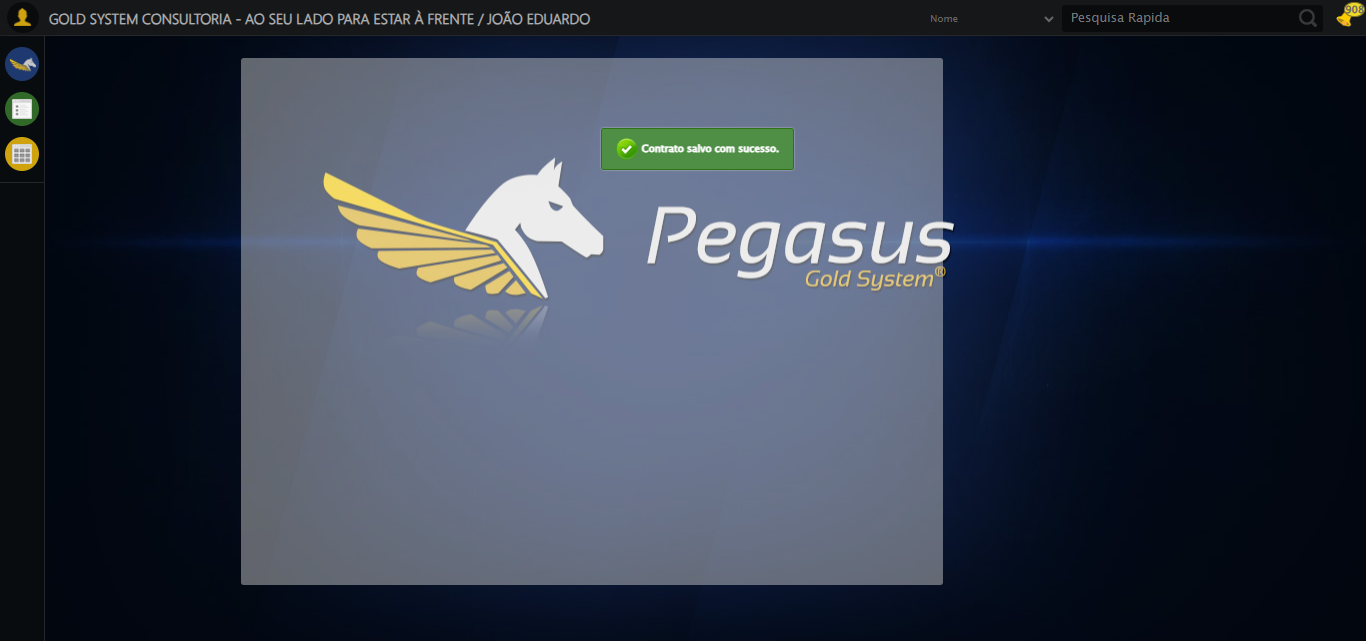 GOLD SYSTEM CONSULTORIA - AO SEU LADO PARA ESTAR À FRENTE / JOÃO EDUARDO
Nome
Pesquisa Rapida
908
Contrato salvo com sucesso.
Pegasus
Gold System®